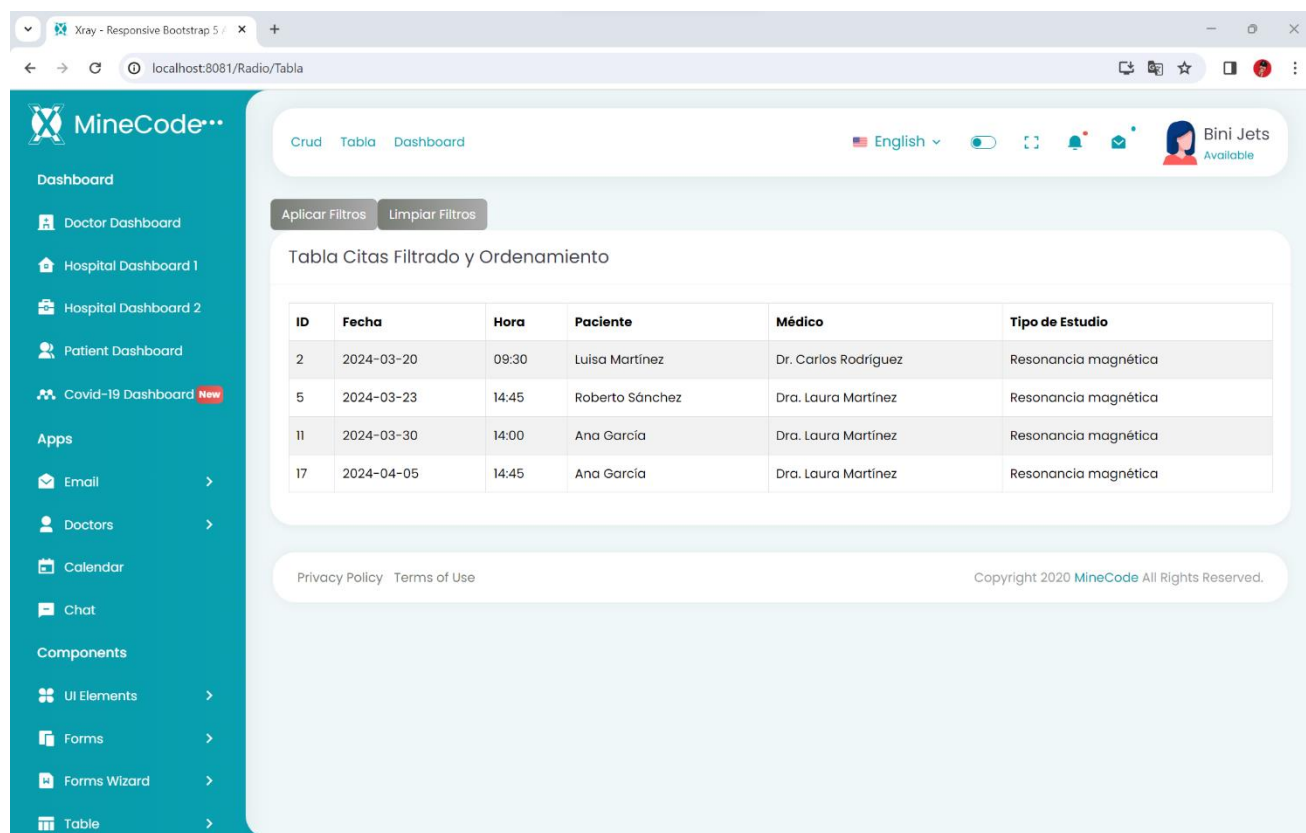 Xray - Responsive Bootstrap 5
localhost:8081/Radio/Tabla
MineCode
Crud Tabla Dashboard
English
Bini Jets
Available
Dashboard
Doctor Dashboard
Hospital Dashboard 1
Hospital Dashboard 2
Patient Dashboard
Covid-19 Dashboard New
Apps
Email
Doctors
Calendar
Chat
Components
UI Elements
Forms
Forms Wizard
Table
Aplicar Filtros Limpiar Filtros
Tabla Citas Filtrado y Ordenamiento
ID Fecha Hora Paciente Médico Tipo de Estudio
2 2024-03-20 09:30 Luisa Martínez Dr. Carlos Rodríguez Resonancia magnética
5 2024-03-23 14:45 Roberto Sánchez Dra. Laura Martínez Resonancia magnética
11 2024-03-30 14:00 Ana García Dra. Laura Martínez Resonancia magnética
17 2024-04-05 14:45 Ana García Dra. Laura Martínez Resonancia magnética
Privacy Policy Terms of Use
Copyright 2020 MineCode All Rights Reserved.